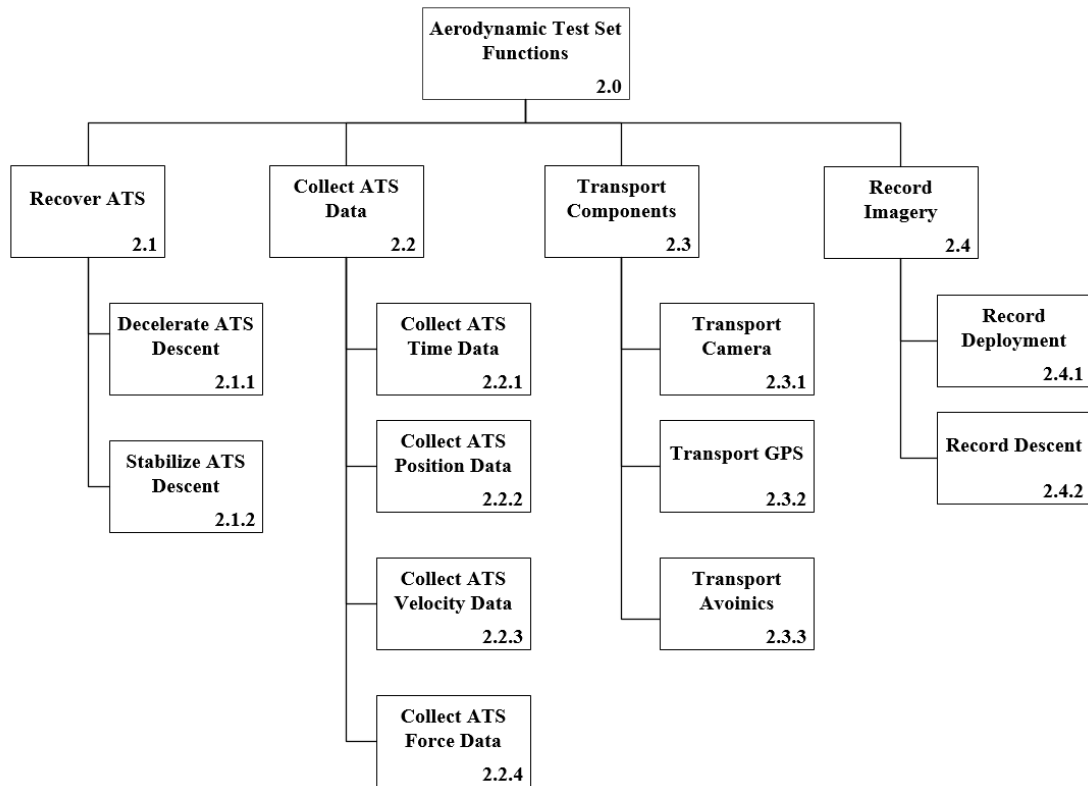 Aerodynamic Test Set
Functions
2.0
Recover ATS
2.1
Collect ATS
Data
2.2
Transport
Components
2.3
Record
Imagery
2.4
Decelerate ATS
Descent
2.1.1
Stabilize ATS
Descent
2.1.2
Collect ATS
Time Data
2.2.1
Collect ATS
Position Data
2.2.2
Collect ATS
Velocity Data
2.2.3
Collect ATS
Force Data
2.2.4
Transport
Camera
2.3.1
Transport GPS
2.3.2
Transport
Avoinics
2.3.3
Record
Deployment
2.4.1
Record Descent
2.4.2